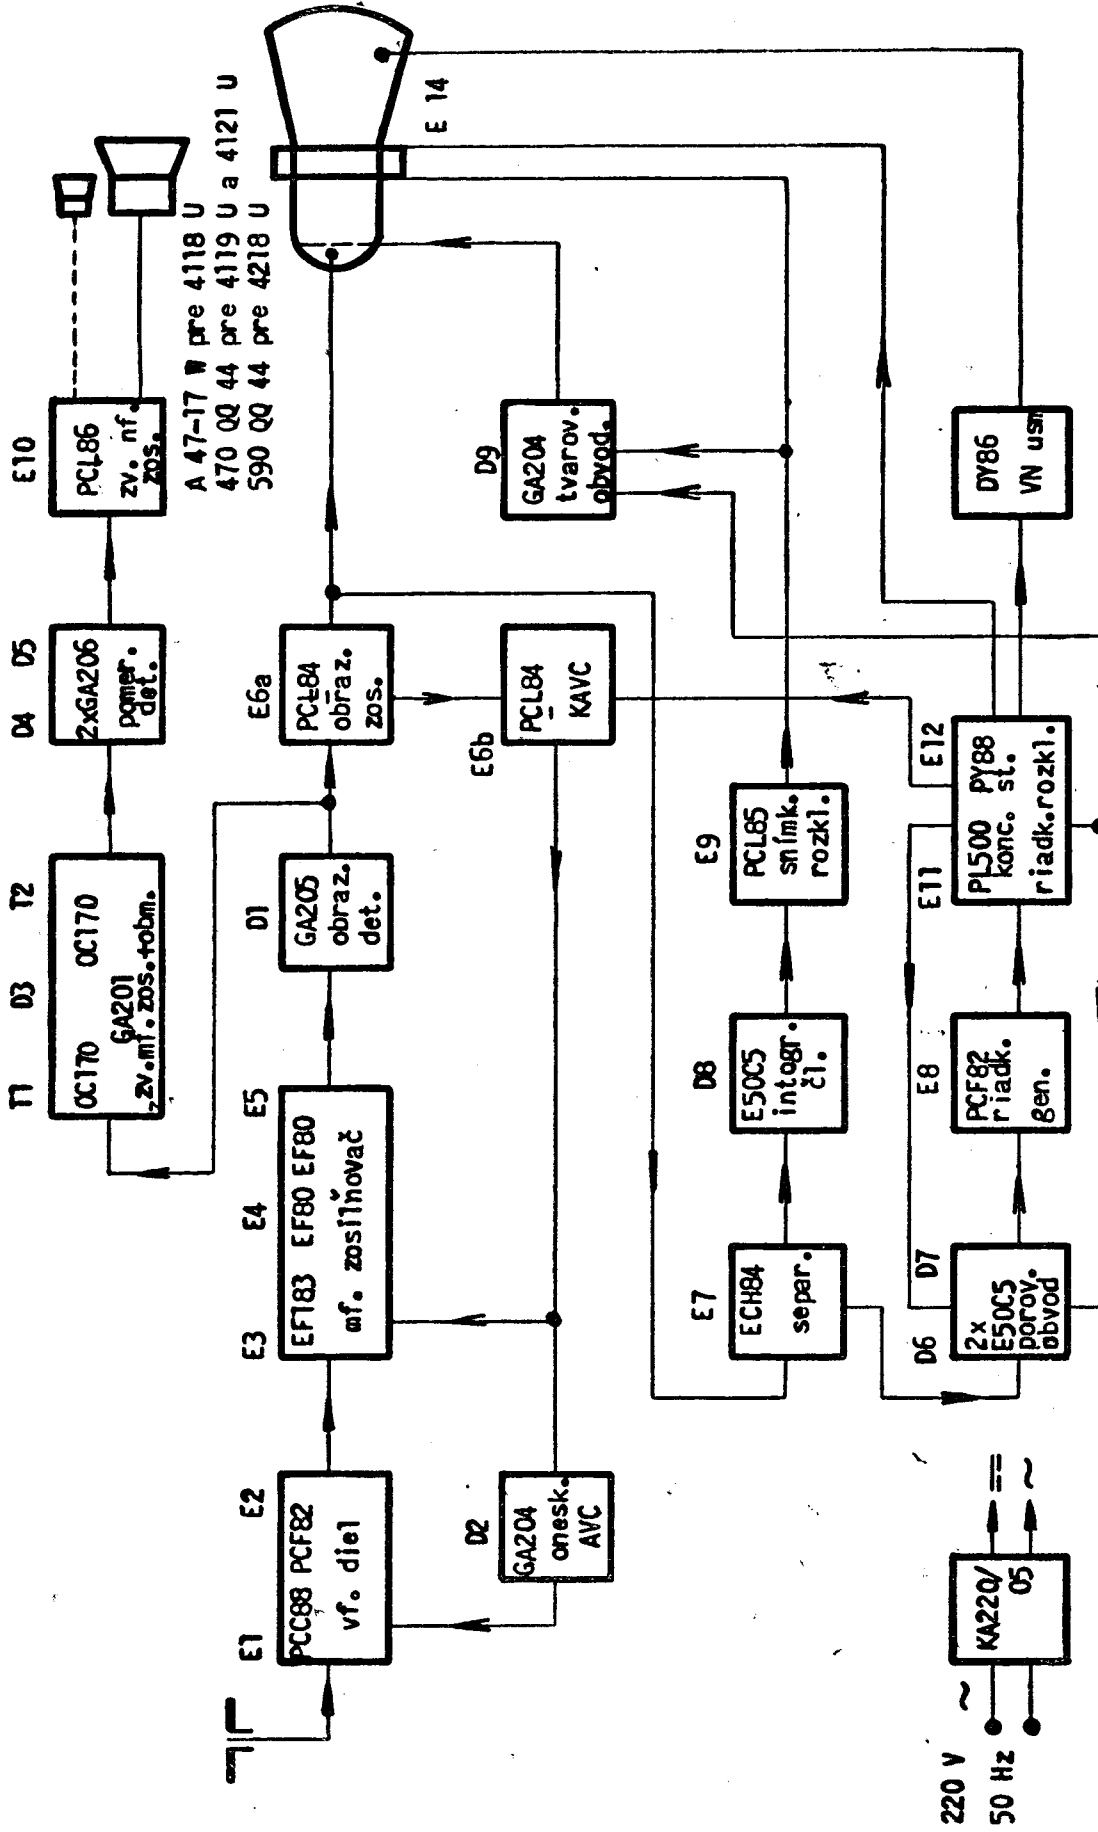 T1 D3 T2
OC170 OC170
GA201
zv.mf.zos.+obm.
D4 D5
2xGA206
pomer.
det.
E10
PCL86
zv. nf.
zos.
A 47-17 W pre 4118 U
470 QQ 44 pre 4119 U a 4121 U
590 QQ 44 pre 4218 U
E1 E2
PCC88 PCF82
vf. diel
E3 E4 E5
EF183 EF80 EF80
mf. zosilňovač
D1
GA205
obraz.
det.
E6a
PCL84
obraz.
zos.
E 14
D2
GA204
onesk.
AVC
E6b
PCL84
KAVC
D9
GA204
tvarov.
obvod.
E7
ECH84
separ.
D8
E50C5
intogr.
čl.
E9
PCL85
snímk.
rozkl.
D6 D7
2x
E50C5
porov.
obvod
E8
PCF82
riadk.
gen.
E11 E12
PL500 PY88
konc. st.
riadk.rozkl.
DY86
VN usm
220 V ~
50 Hz
KA220/
05
=
~